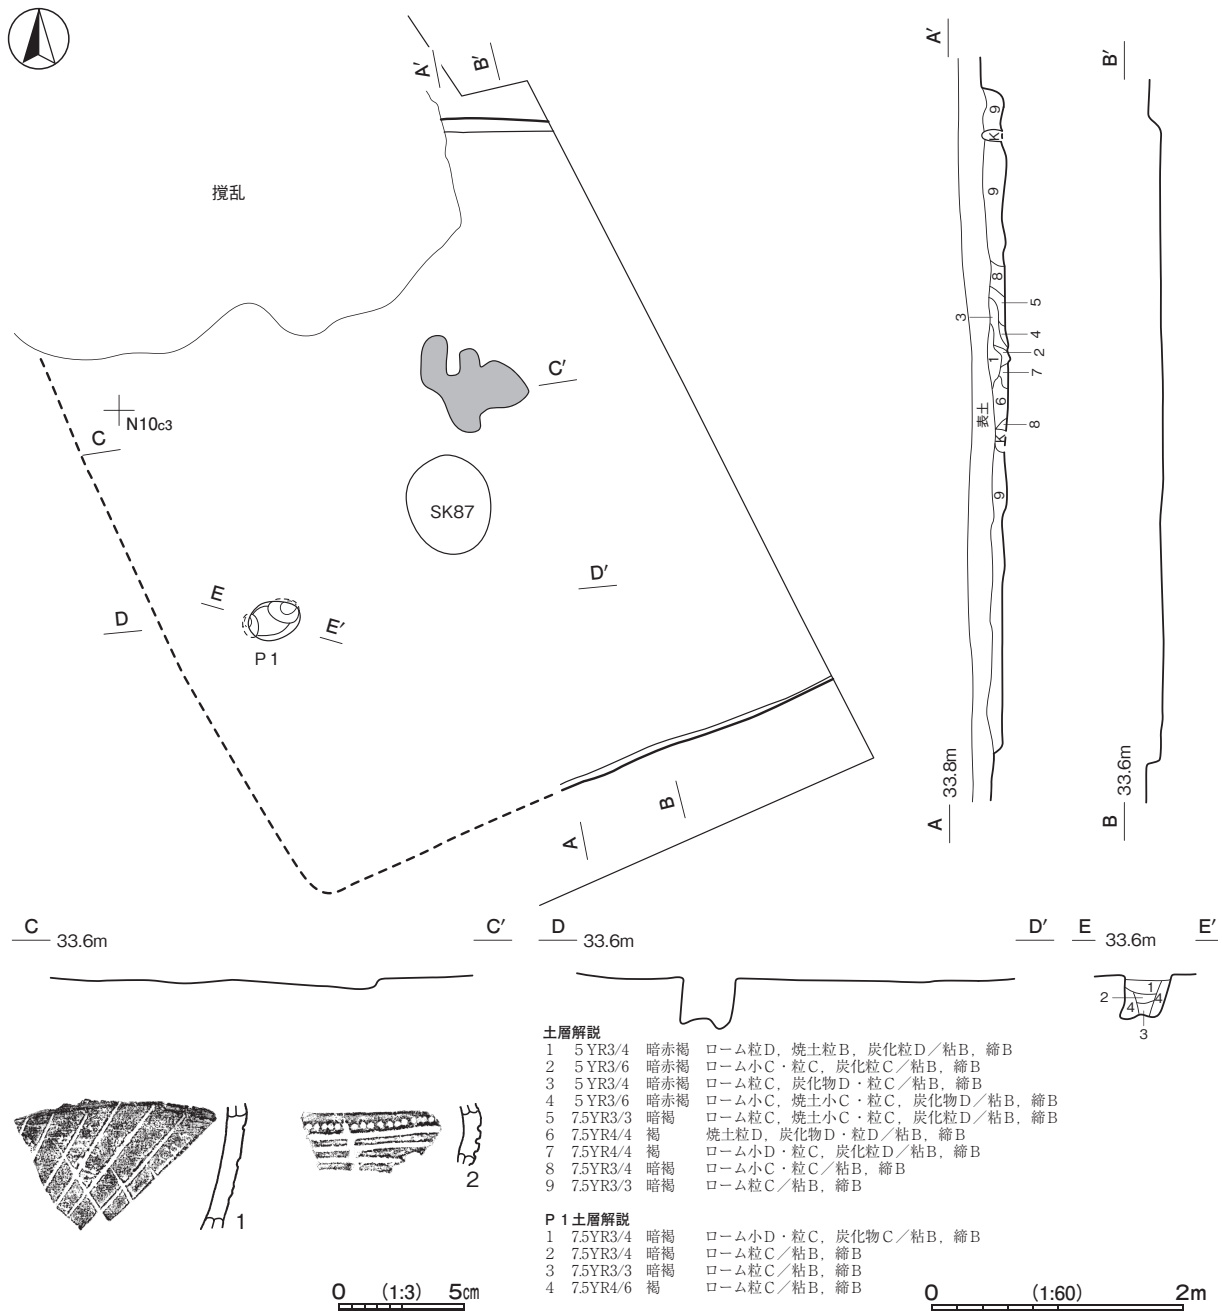 A′
B′
撹乱
C′
N10c3
C
SK87
D′
E
D
E′
P 1
B
A
A′
B′
9
K
9
8
5
3
4
2
1
7
6
表土
8
K
9
33.8m
33.6m
A
B
C 33.6m C′
D 33.6m D′
E 33.6m E′
1
2
4
4
3
土層解説
1 5 YR3/4 暗赤褐 ローム粒D，焼土粒B，炭化粒D／粘B，締B
2 5 YR3/6 暗赤褐 ローム小C・粒C，炭化粒C／粘B，締B
3 5 YR3/4 暗赤褐 ローム粒C，炭化物D・粒C／粘B，締B
4 5 YR3/6 暗赤褐 ローム小C，焼土小C・粒C，炭化物D／粘B，締B
5 7.5YR3/3 暗褐 ローム粒C，焼土小C・粒C，炭化粒D／粘B，締B
6 7.5YR4/4 褐 焼土粒D，炭化物D・粒D／粘B，締B
7 7.5YR4/4 褐 ローム小D・粒C，炭化粒D／粘B，締B
8 7.5YR3/4 暗褐 ローム小C・粒C／粘B，締B
9 7.5YR3/3 暗褐 ローム粒C／粘B，締B
P 1 土層解説
1 7.5YR3/4 暗褐 ローム小D・粒C，炭化物C／粘B，締B
2 7.5YR3/4 暗褐 ローム粒C／粘B，締B
3 7.5YR3/3 暗褐 ローム粒C／粘B，締B
4 7.5YR4/6 褐 ローム粒C／粘B，締B
1
2
0 (1:3) 5cm
0 (1:60) 2m